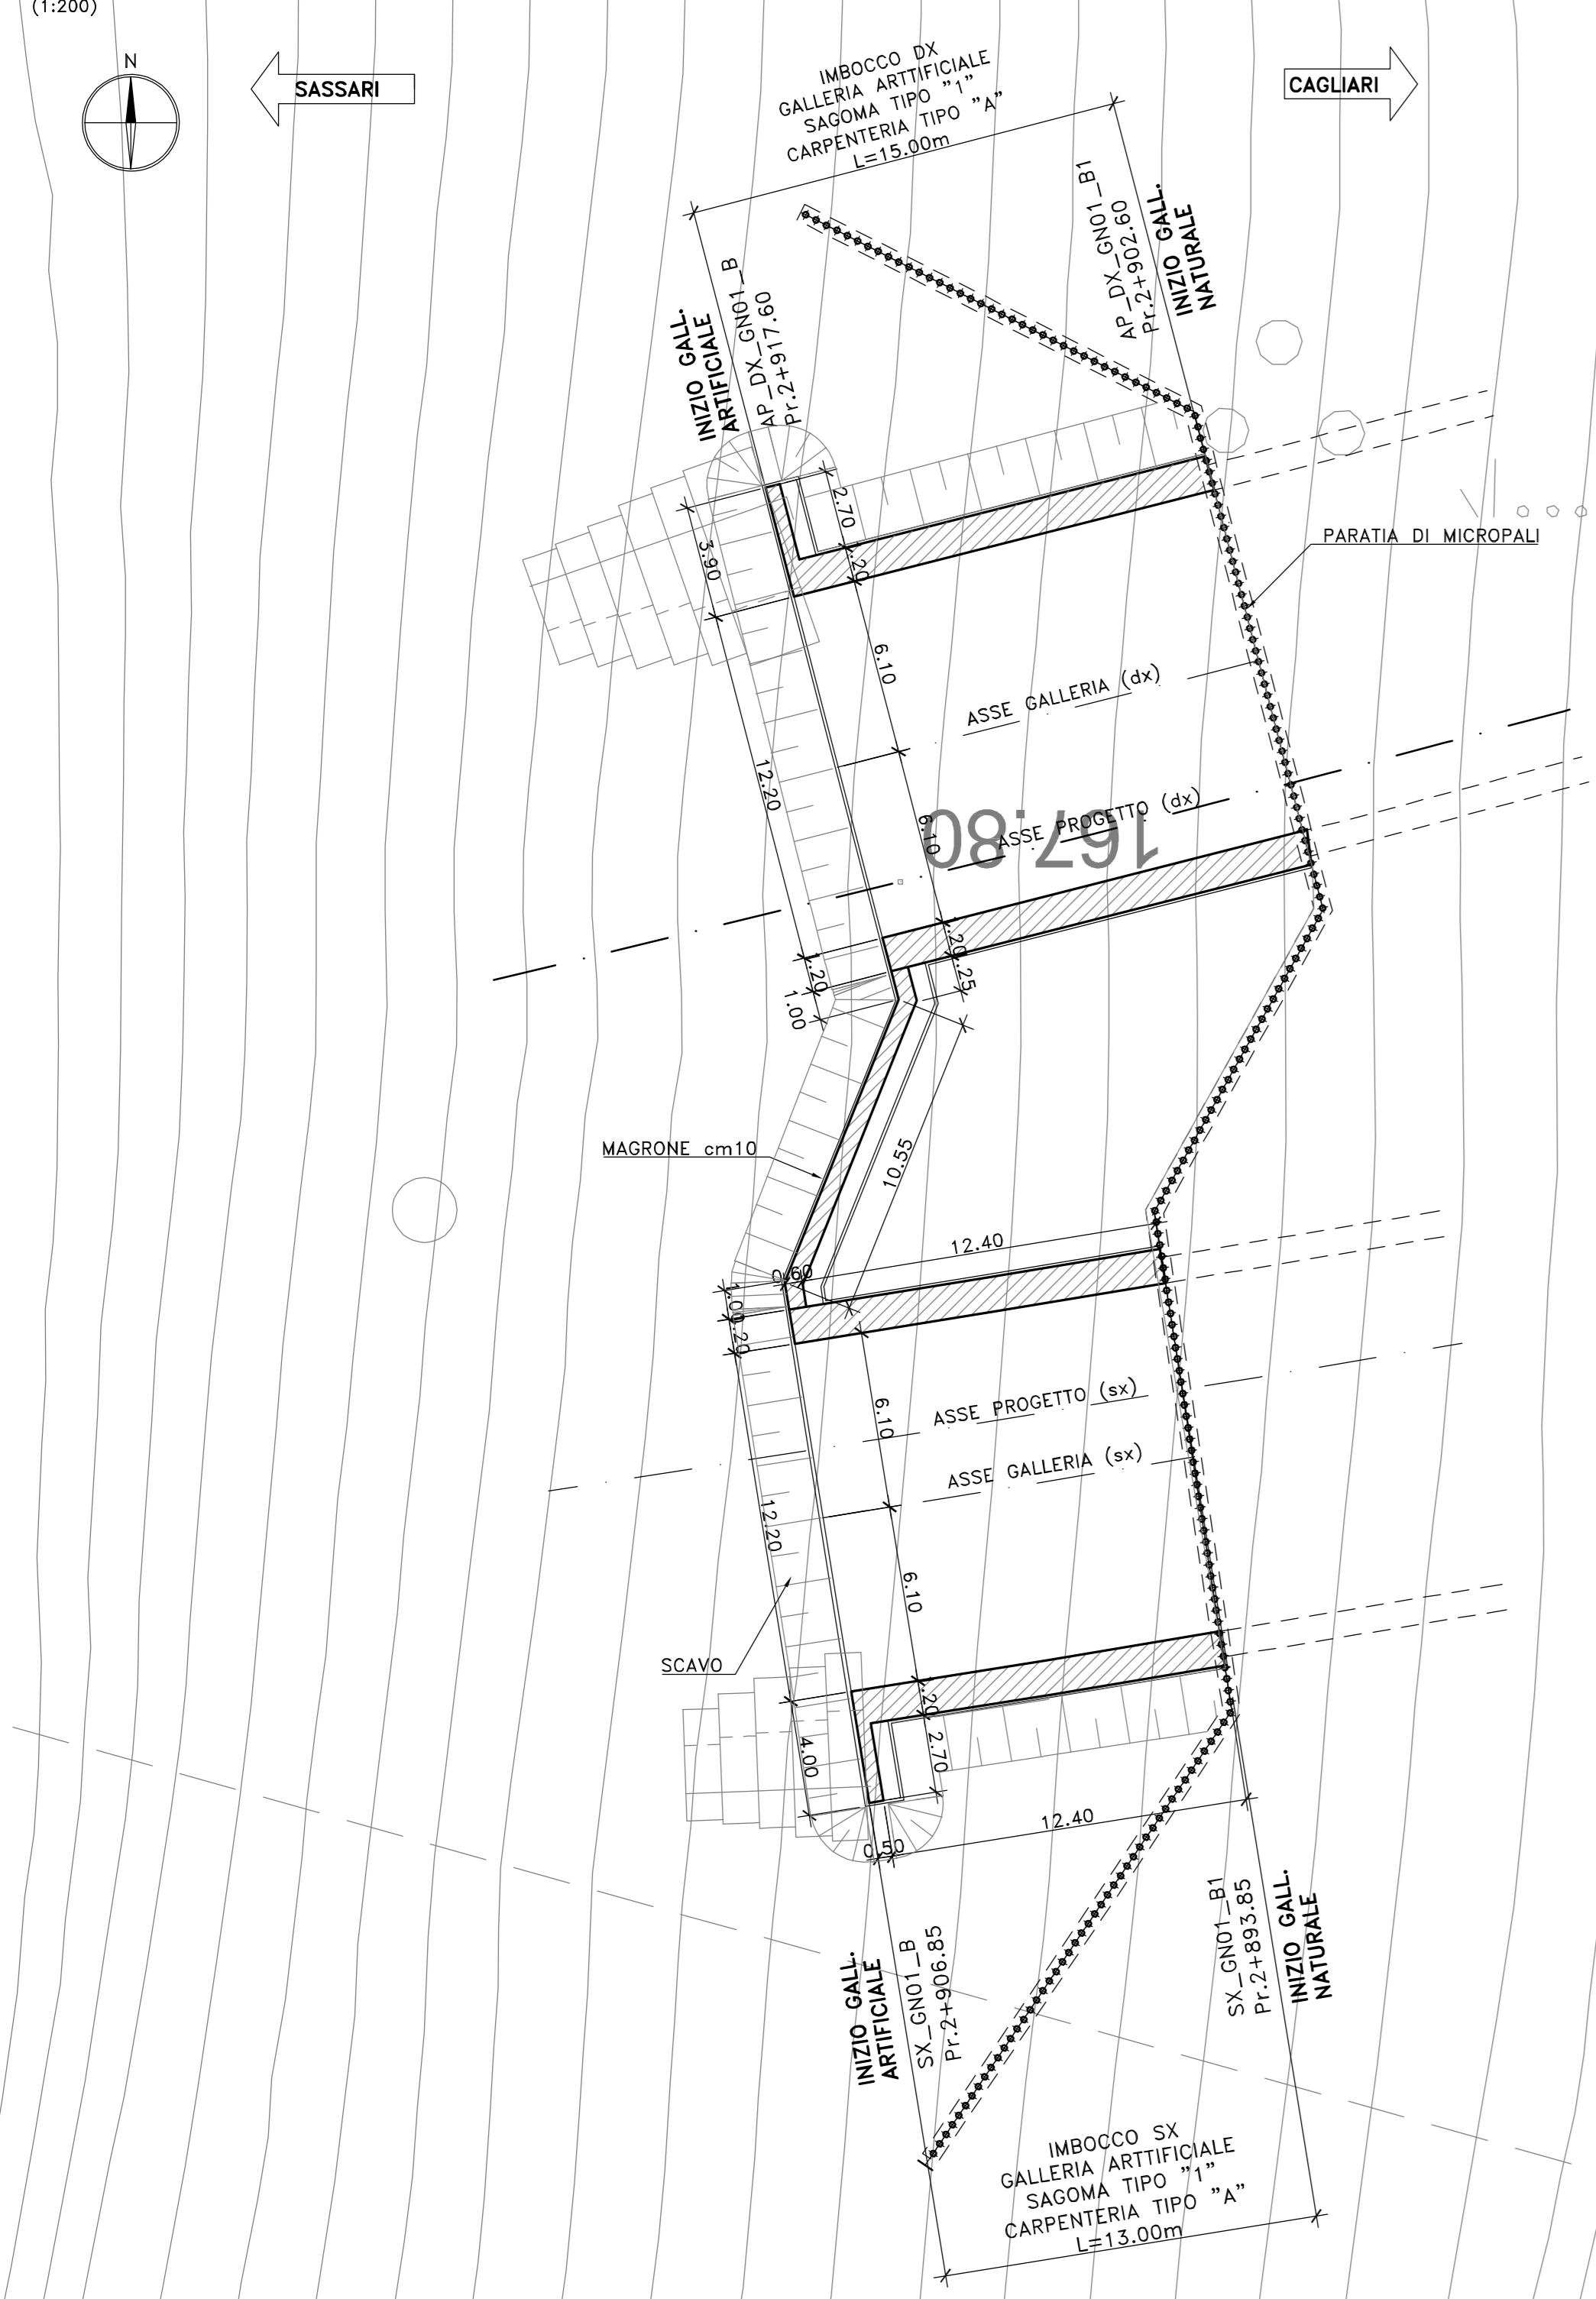 (1:200)
N
SASSARI
CAGLIARI
IMBOCCO DX
GALLERIA ARTTIFICIALE
SAGOMA TIPO "1"
CARPENTERIA TIPO "A"
L=15.00m
INIZIO GALL.
ARTIFICIALE
AP_DX_GN01_B
Pr.2+917.60
AP_DX_GN01_B1
Pr.2+902.60
INIZIO GALL.
NATURALE
PARATIA DI MICROPALI
2.70
1.20
3.90
6.10
ASSE GALLERIA (dx)
12.20
6.10
ASSE PROGETTO (dx)
167.80
1.20
1.25
1.20
1.00
MAGRONE cm10
10.55
12.40
0.60
1.00
1.20
6.10
ASSE PROGETTO (sx)
ASSE GALLERIA (sx)
12.20
6.10
SCAVO
1.20
2.70
4.00
12.40
0.50
INIZIO GALL.
ARTIFICIALE
SX_GN01_B
Pr.2+906.85
SX_GN01_B1
Pr.2+893.85
INIZIO GALL.
NATURALE
IMBOCCO SX
GALLERIA ARTTIFICIALE
SAGOMA TIPO "1"
CARPENTERIA TIPO "A"
L=13.00m